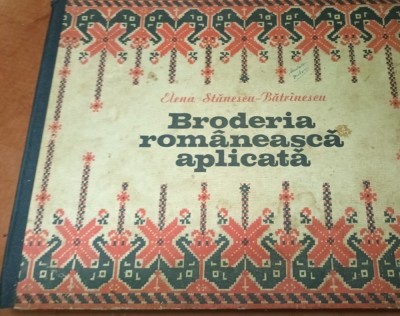 Elena Stănescu-Bătrînescu
Broderia
românească
aplicată